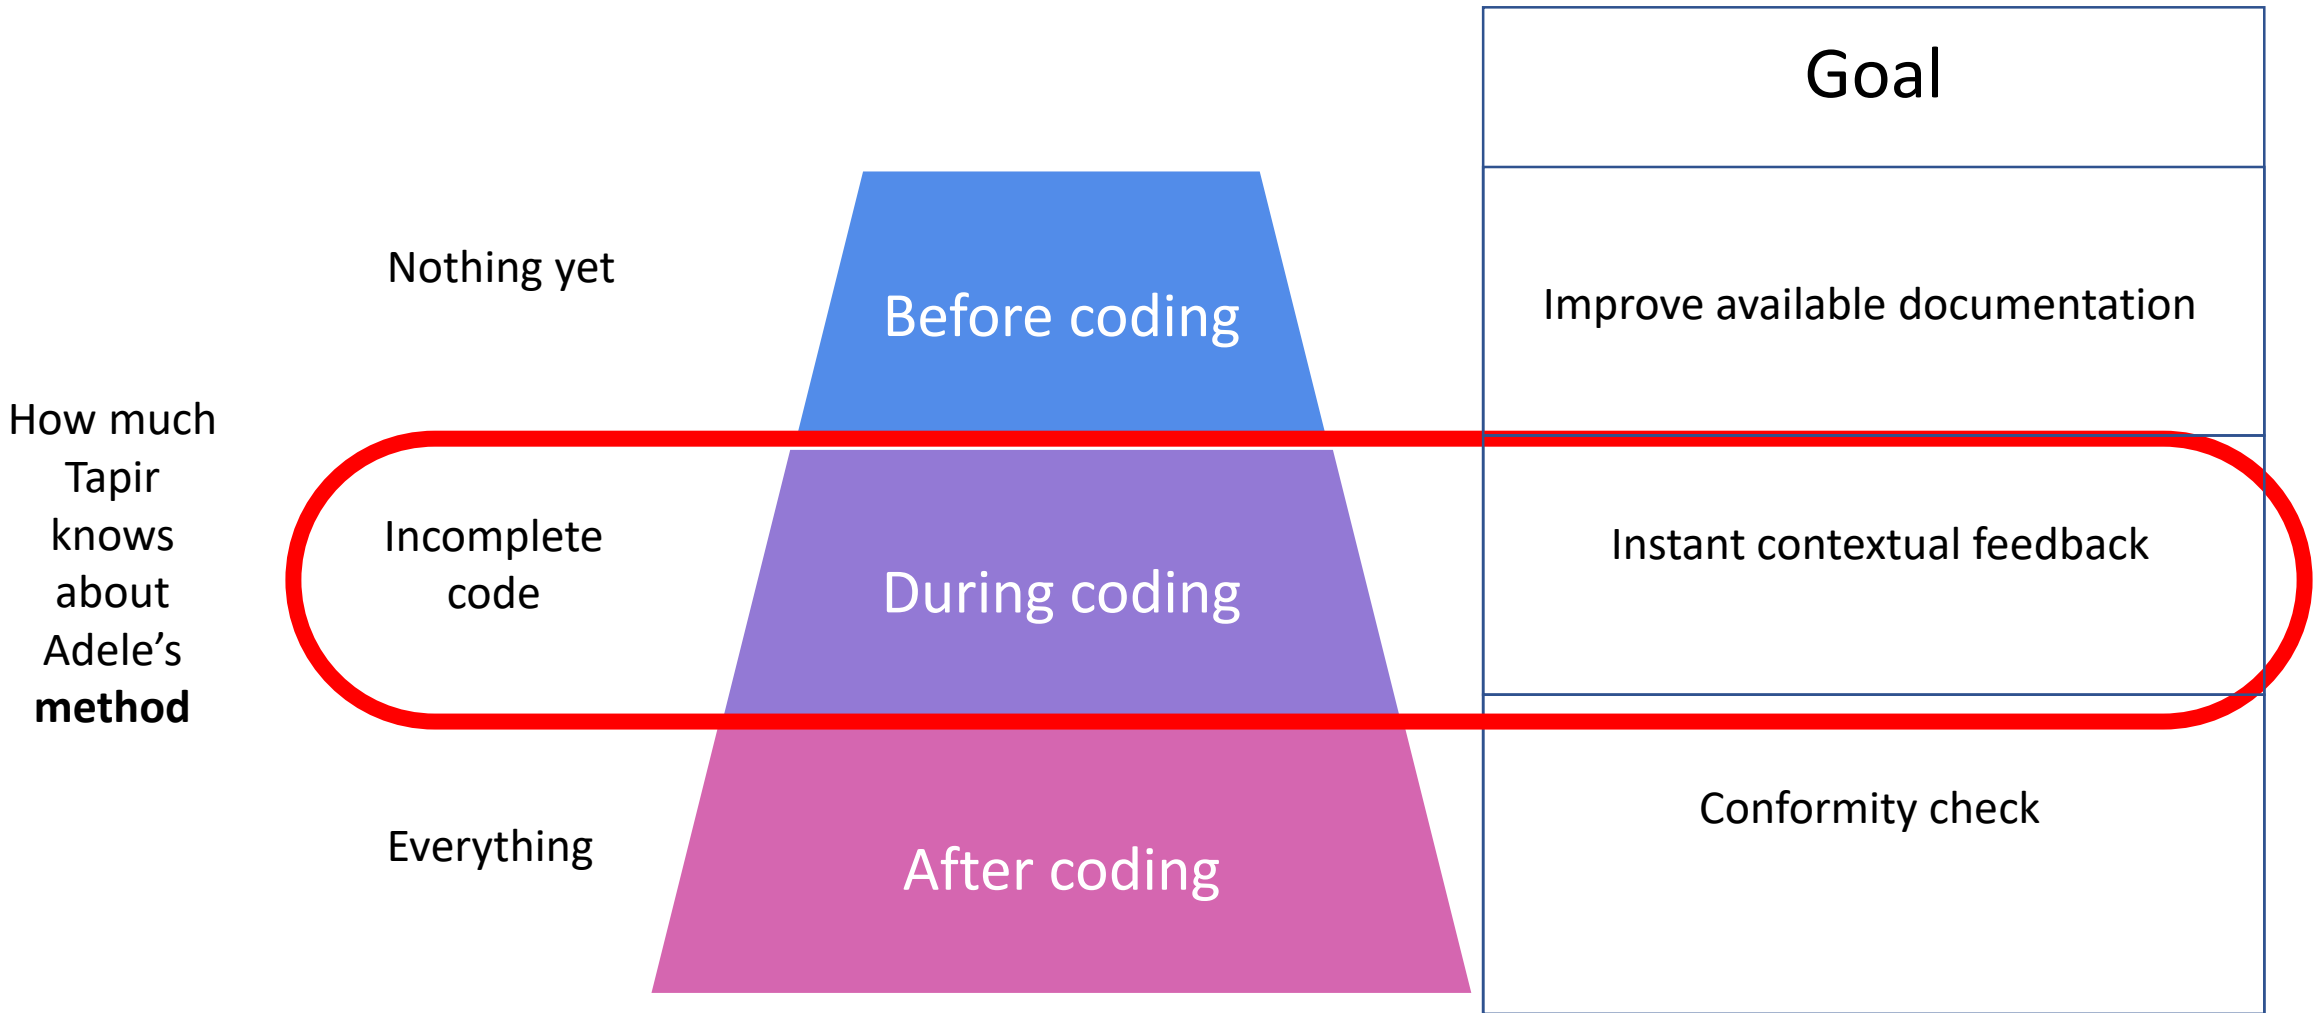 Goal
Nothing yet
Before coding
Improve available documentation
How much
Tapir
knows
about
Adele’s
method
Incomplete
code
During coding
Instant contextual feedback
Everything
After coding
Conformity check